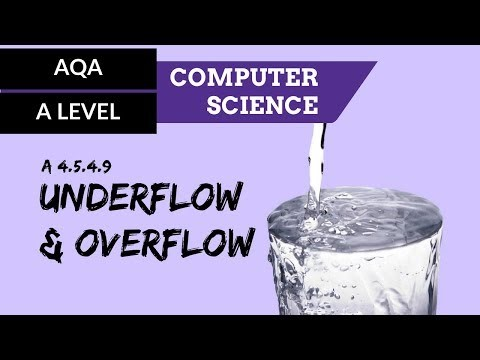 AQA
A LEVEL
COMPUTER
SCIENCE
A 4.5.4.9
UNDERFLOW
& OVERFLOW